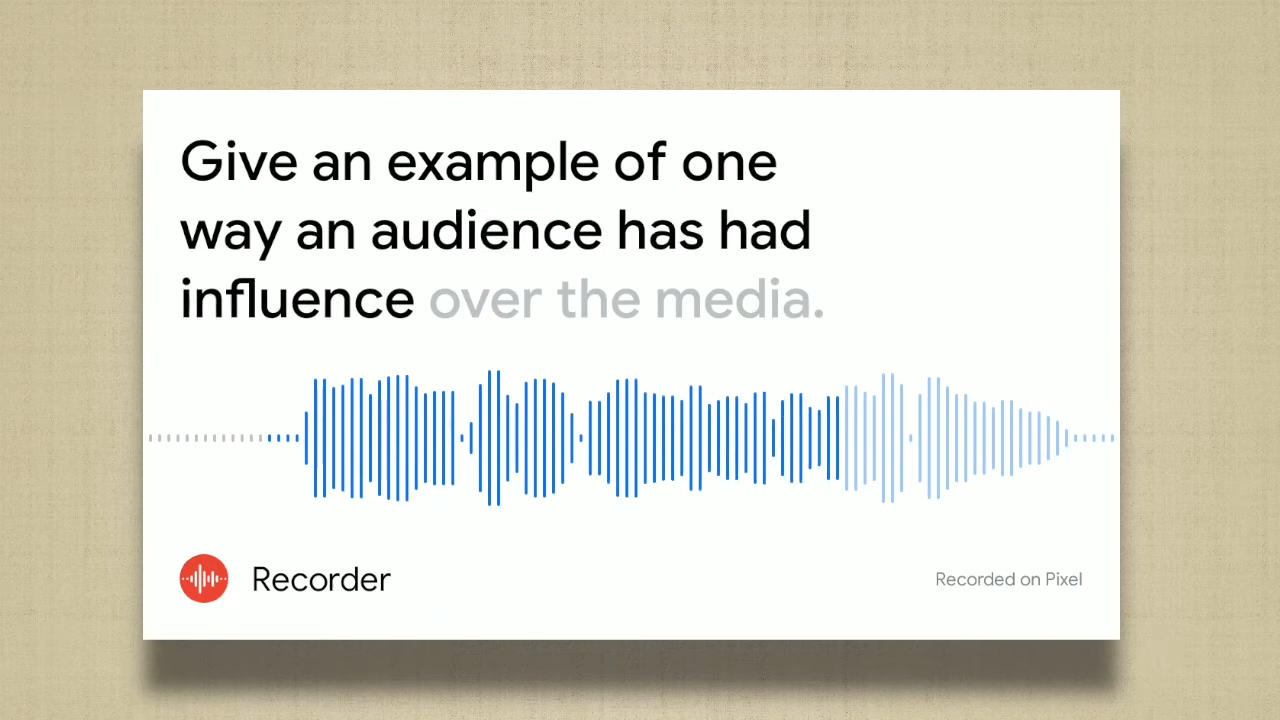 Give an example of one
way an audience has had
influence over the media.
Recorder
Recorded on Pixel